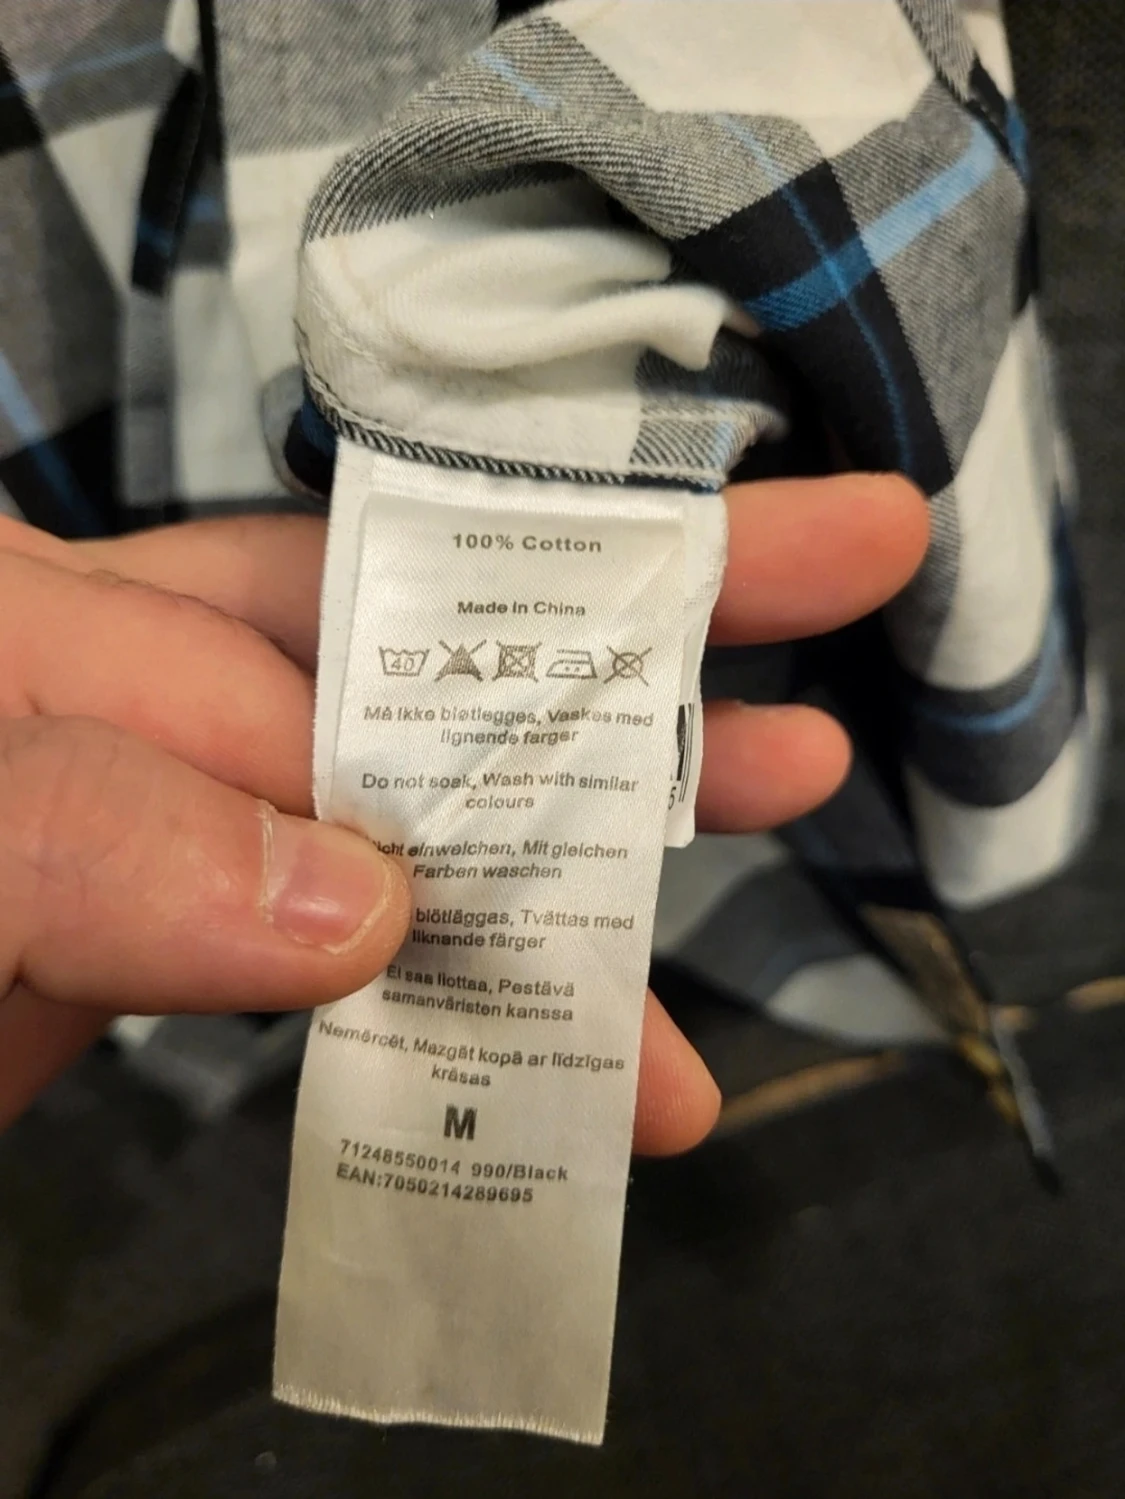 100% Cotton
Made in China
40
Må ikke bløtlegges, Vaskes med
lignende farger
Do not soak, Wash with similar
colours
einweichen, Mit gleichen
Farben waschen
blötläggas, Tvättas med
liknande färger
Ei saa liottaa, Pestävä
samanväristen kanssa
Nemērcēt, Mazgāt kopā ar līdzīgas
krāsas
M
71248550014 990/Black
EAN:7050214289695